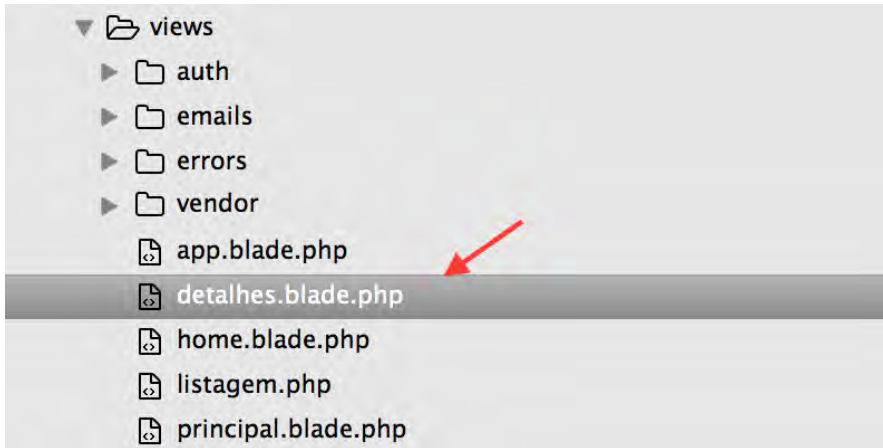 views
auth
emails
errors
vendor
app.blade.php
detalhes.blade.php
home.blade.php
listagem.php
principal.blade.php